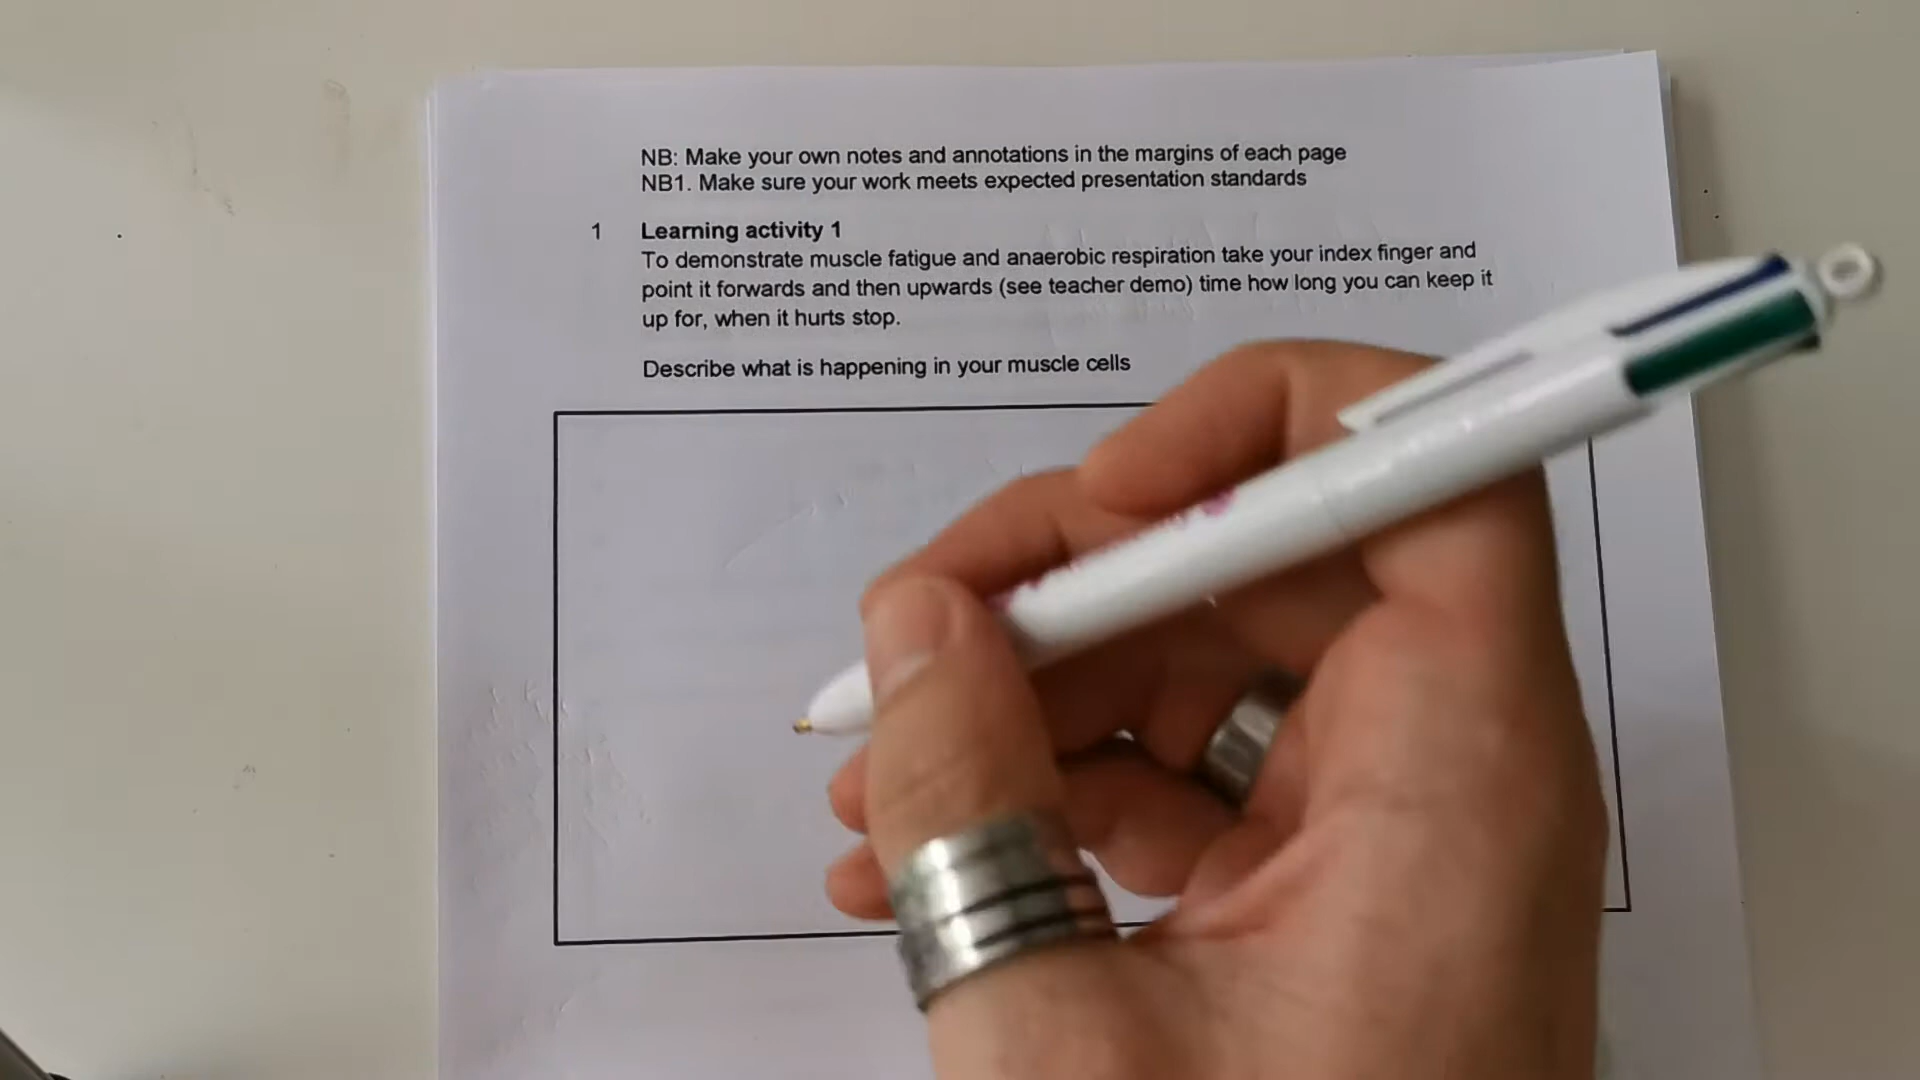 NB: Make your own notes and annotations in the margins of each page
NB1. Make sure your work meets expected presentation standards
1 Learning activity 1
To demonstrate muscle fatigue and anaerobic respiration take your index finger and
point it forwards and then upwards (see teacher demo) time how long you can keep it
up for, when it hurts stop.
Describe what is happening in your muscle cells